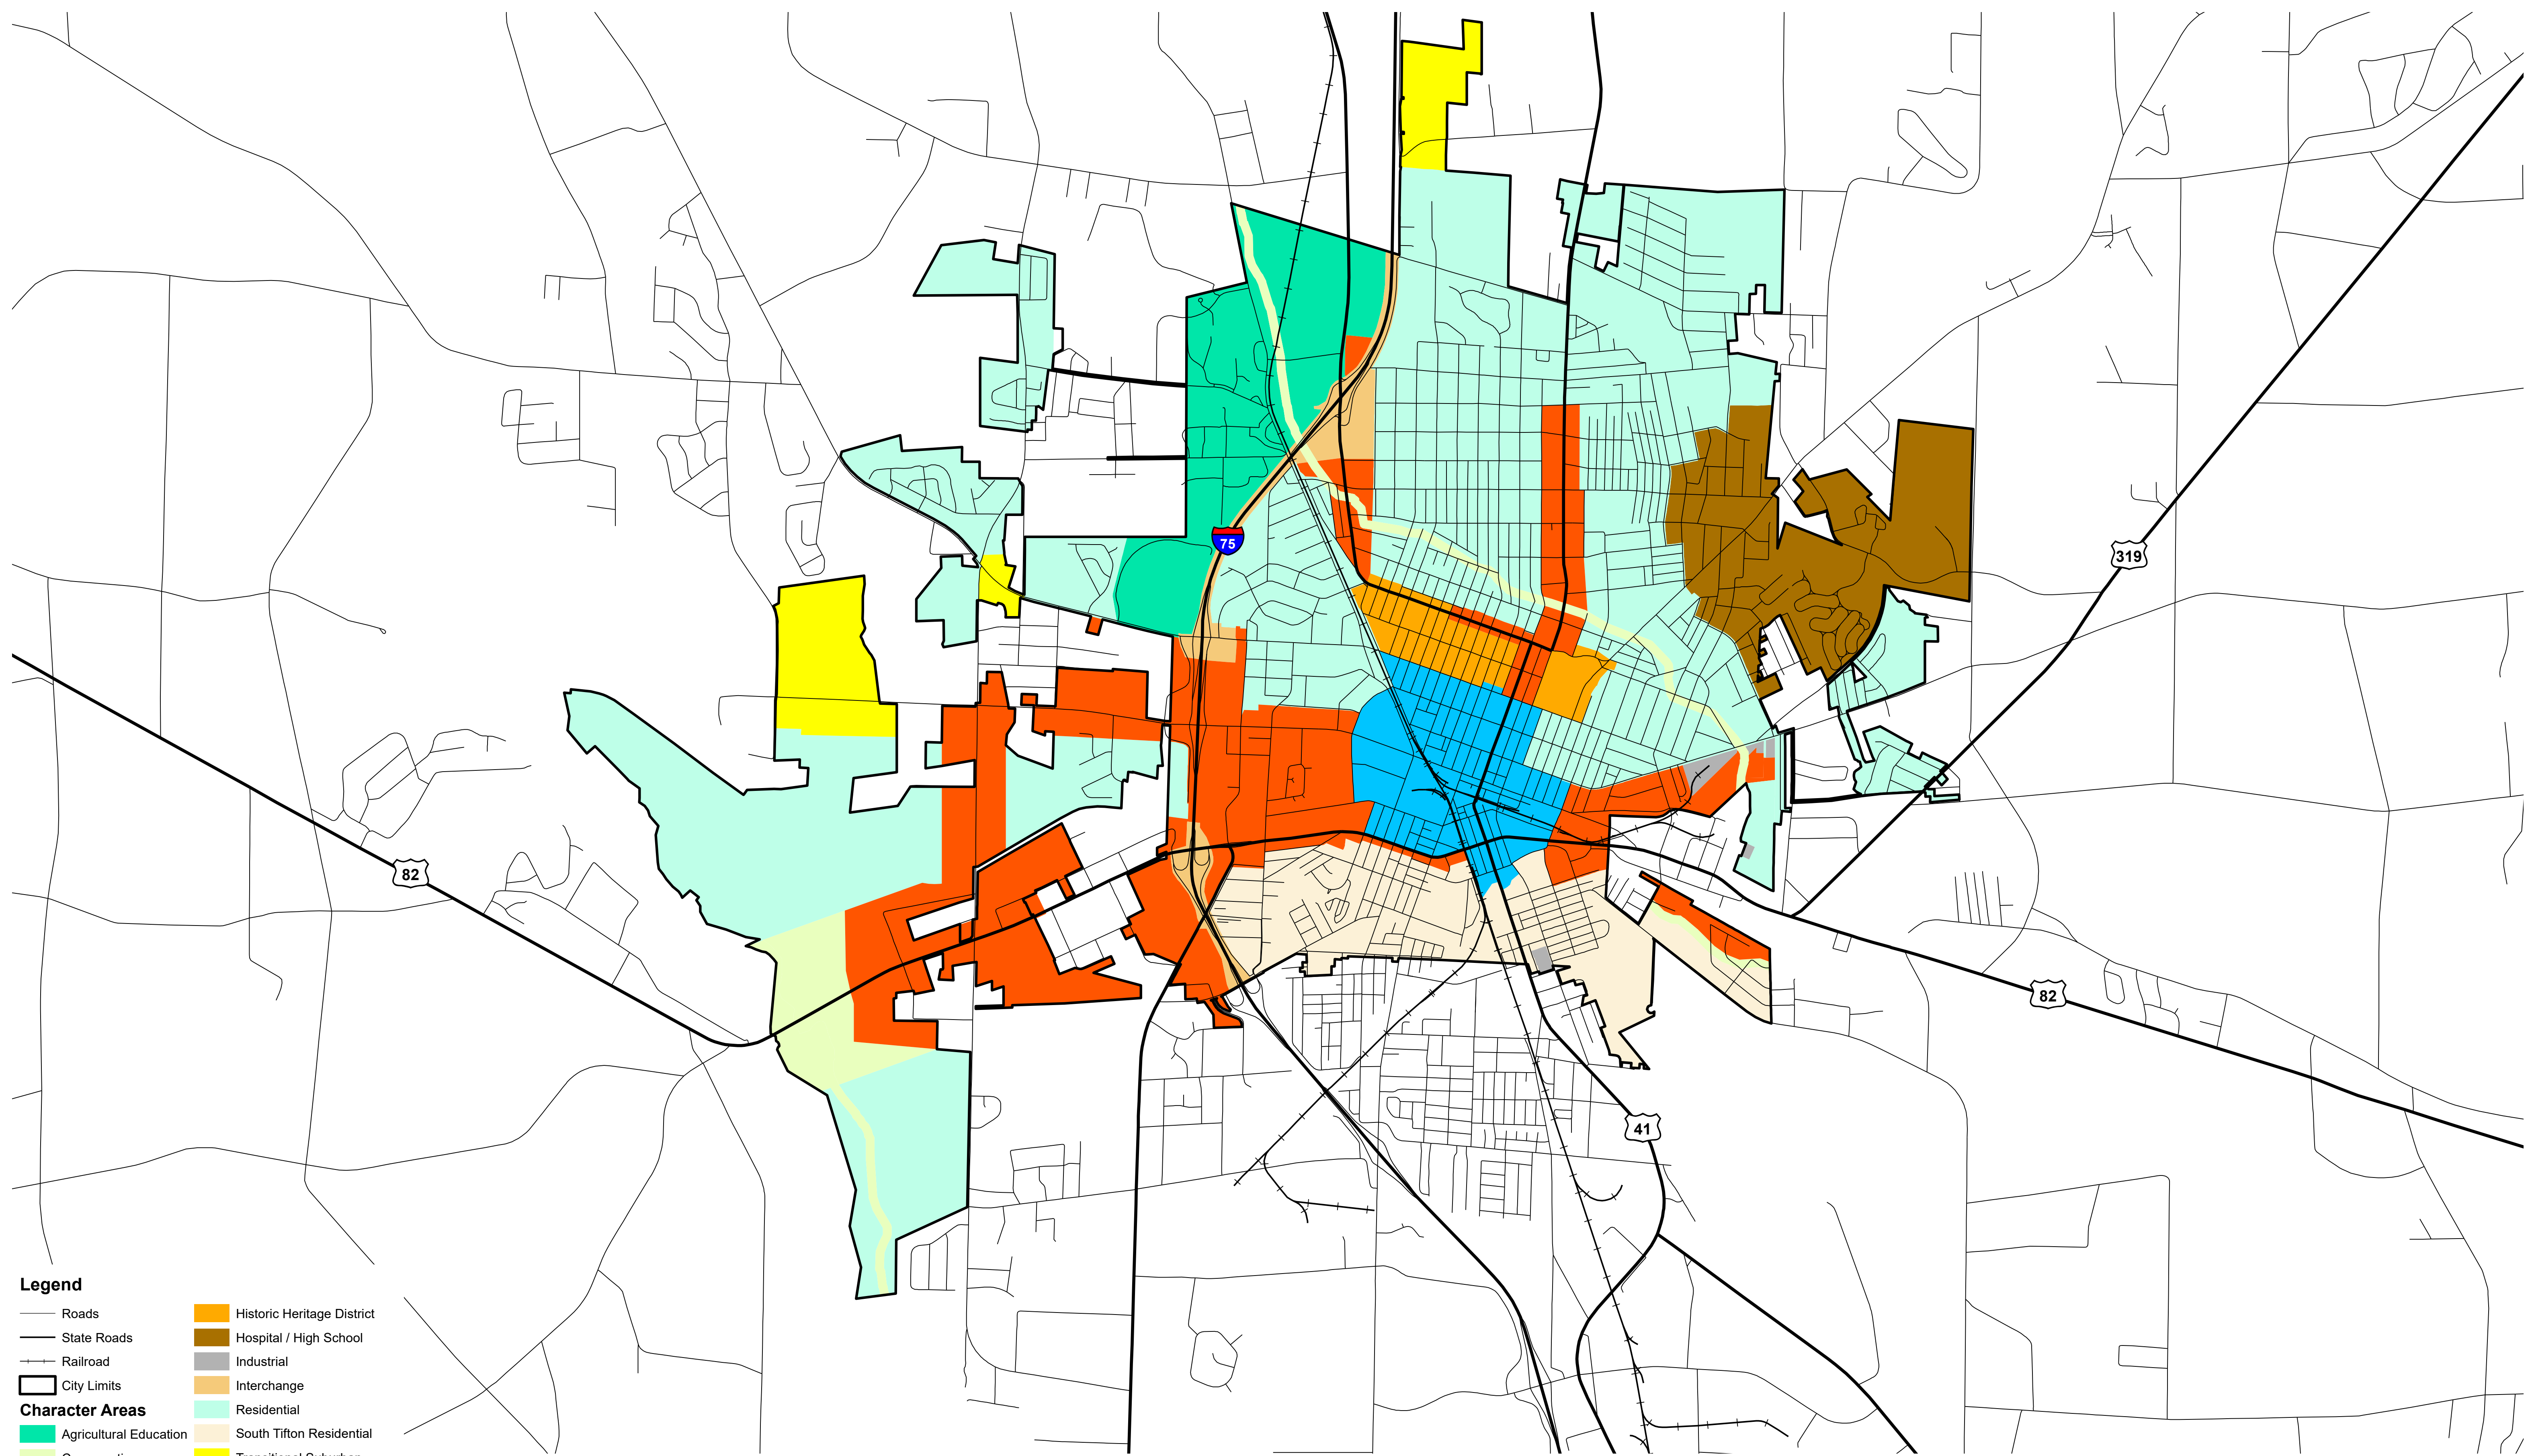 75
319
82
82
41
Legend
Roads
State Roads
Railroad
City Limits
Character Areas
Agricultural Education
Historic Heritage District
Hospital / High School
Industrial
Interchange
Residential
South Tifton Residential